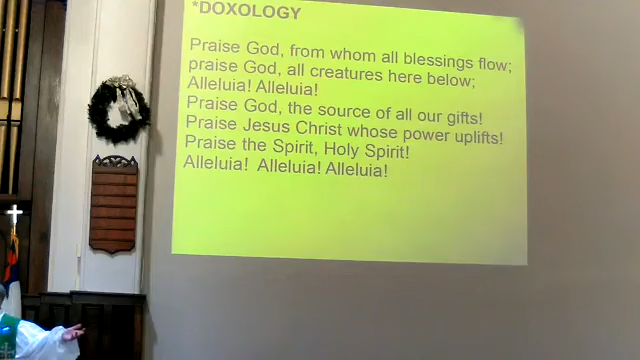 *DOXOLOGY
Praise God, from whom all blessings flow;
praise God, all creatures here below;
Alleluia! Alleluia!
Praise God, the source of all our gifts!
Praise Jesus Christ whose power uplifts!
Praise the Spirit, Holy Spirit!
Alleluia!  Alleluia! Alleluia!